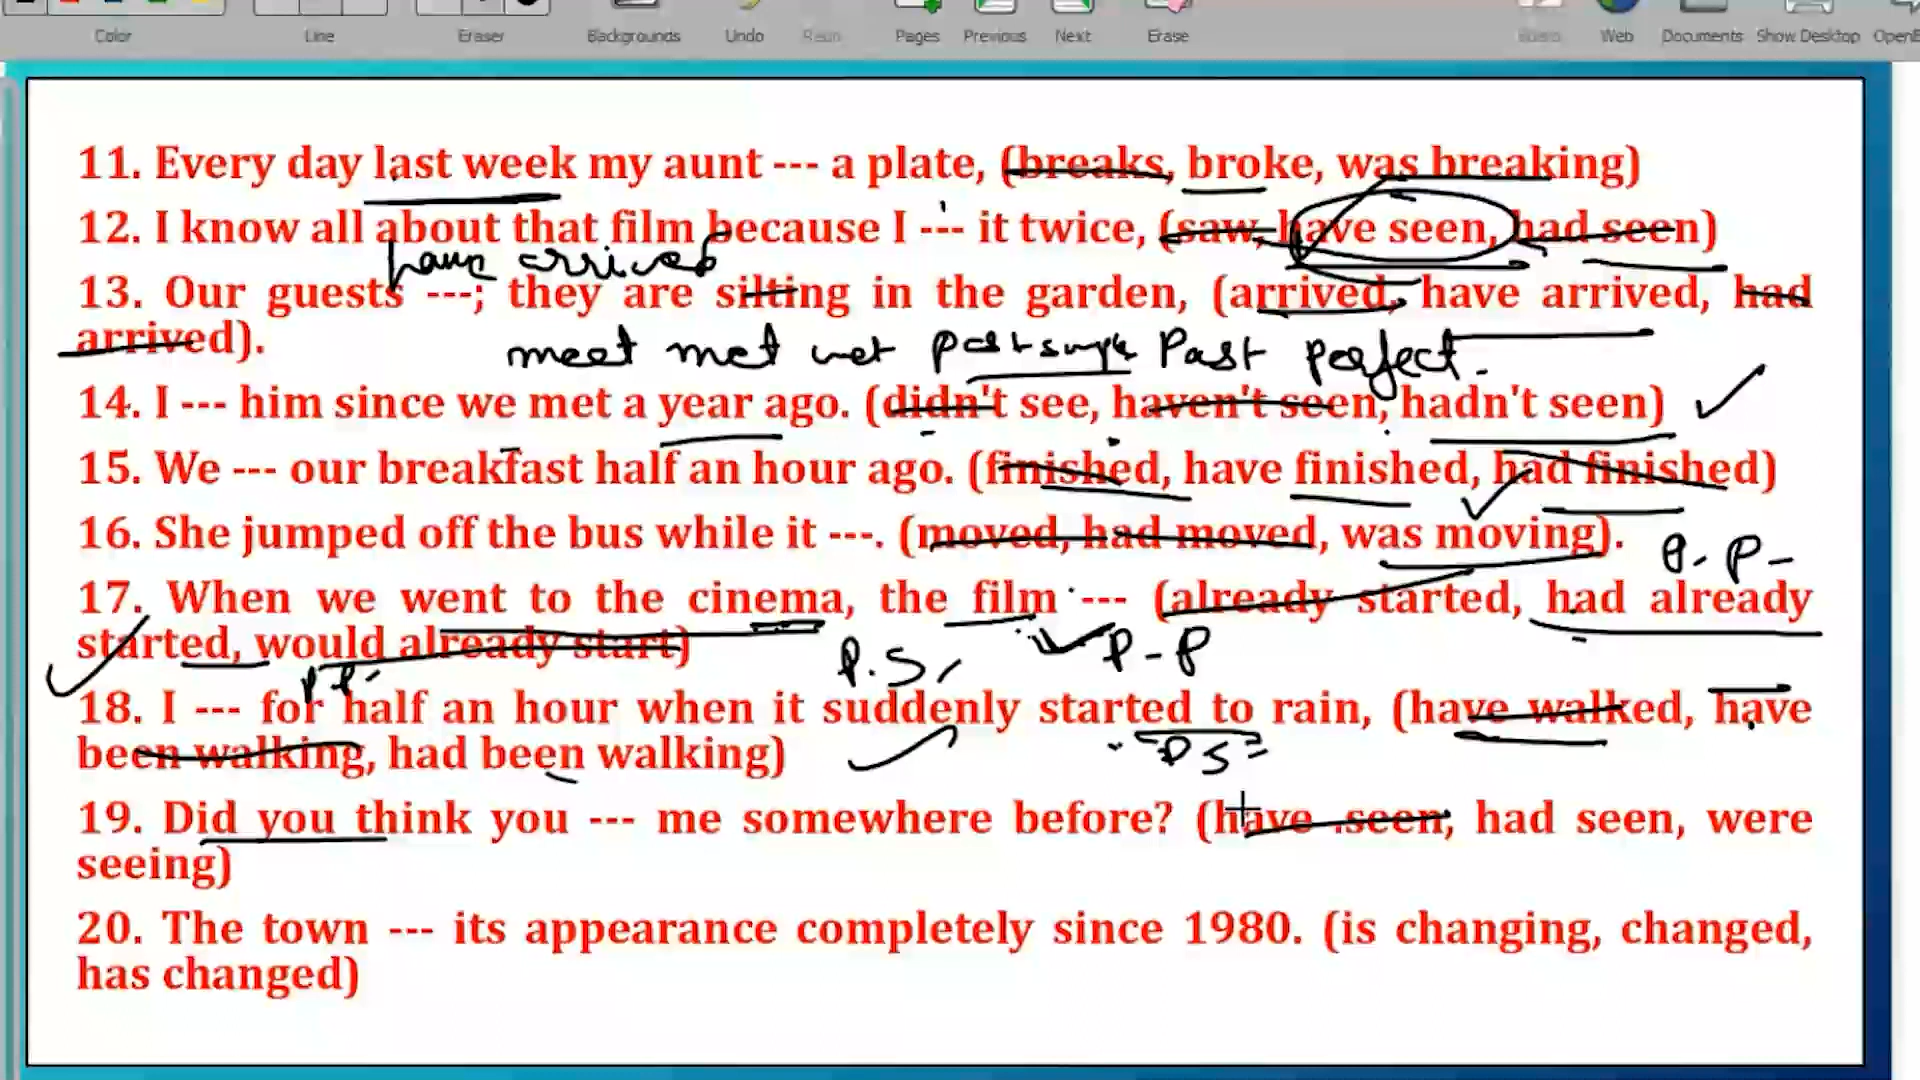 Color Line Eraser Backgrounds Undo Redo Pages Previous Next Erase Web Documents Show Desktop
11. Every day last week my aunt --- a plate, (breaks, broke, was breaking)
12. I know all about that film because I --- it twice, (saw, have seen, had seen)
have arrived
13. Our guests ---; they are sitting in the garden, (arrived, have arrived, had
arrived).
meet met met past simple Past perfect.
14. I --- him since we met a year ago. (didn't see, haven't seen, hadn't seen)
15. We --- our breakfast half an hour ago. (finished, have finished, had finished)
16. She jumped off the bus while it ---. (moved, had moved, was moving).
P. P-
17. When we went to the cinema, the film --- (already started, had already
started, would already start)
P.S, P-P
P.P.
18. I --- for half an hour when it suddenly started to rain, (have walked, have
been walking, had been walking)
PS
19. Did you think you --- me somewhere before? (have seen, had seen, were
seeing)
20. The town --- its appearance completely since 1980. (is changing, changed,
has changed)